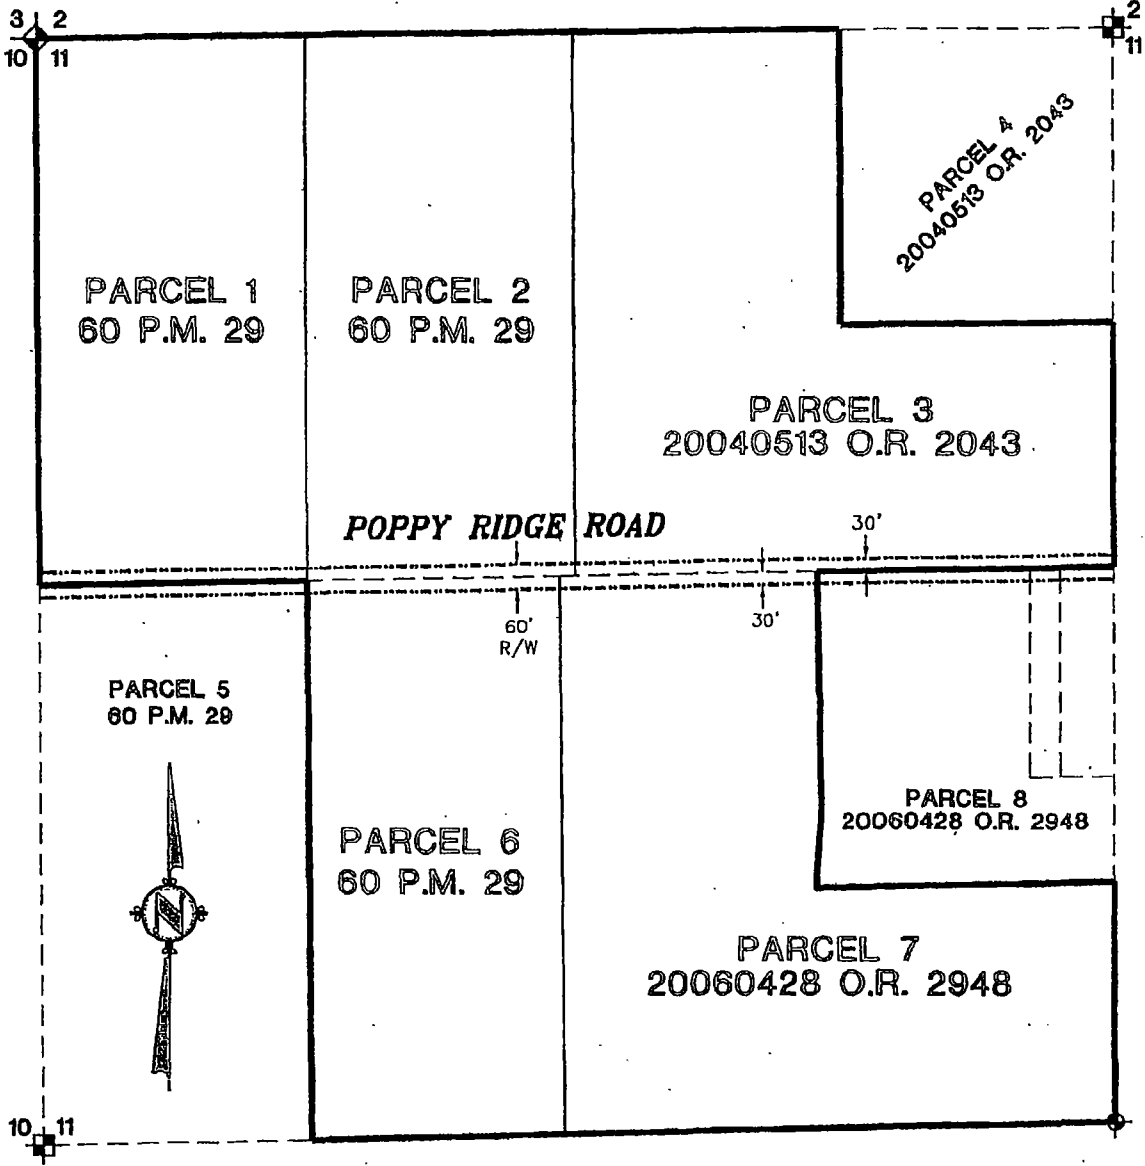 3 2
10 11
2
11
PARCEL 4
20040513 O.R. 2043
PARCEL 1
60 P.M. 29
PARCEL 2
60 P.M. 29
PARCEL 3
20040513 O.R. 2043
POPPY RIDGE ROAD
30'
60'
R/W
30'
PARCEL 5
60 P.M. 29
PARCEL 8
20060428 O.R. 2948
PARCEL 6
60 P.M. 29
N
PARCEL 7
20060428 O.R. 2948
10 11